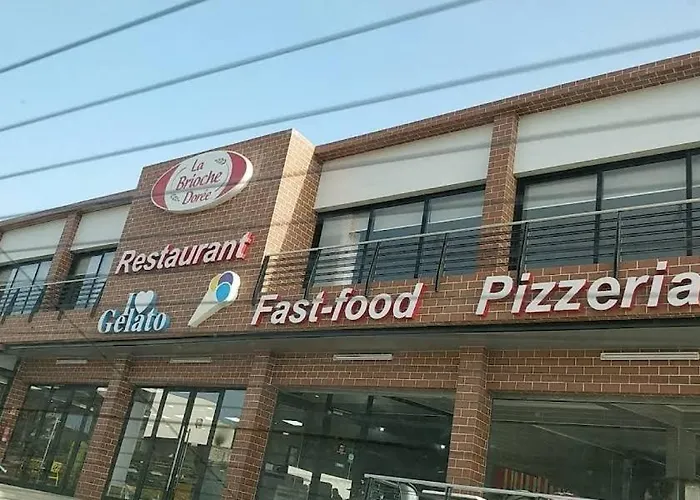 La
Brioche
Dorée
Restaurant
I
Gelato
Fast-food
Pizzeria